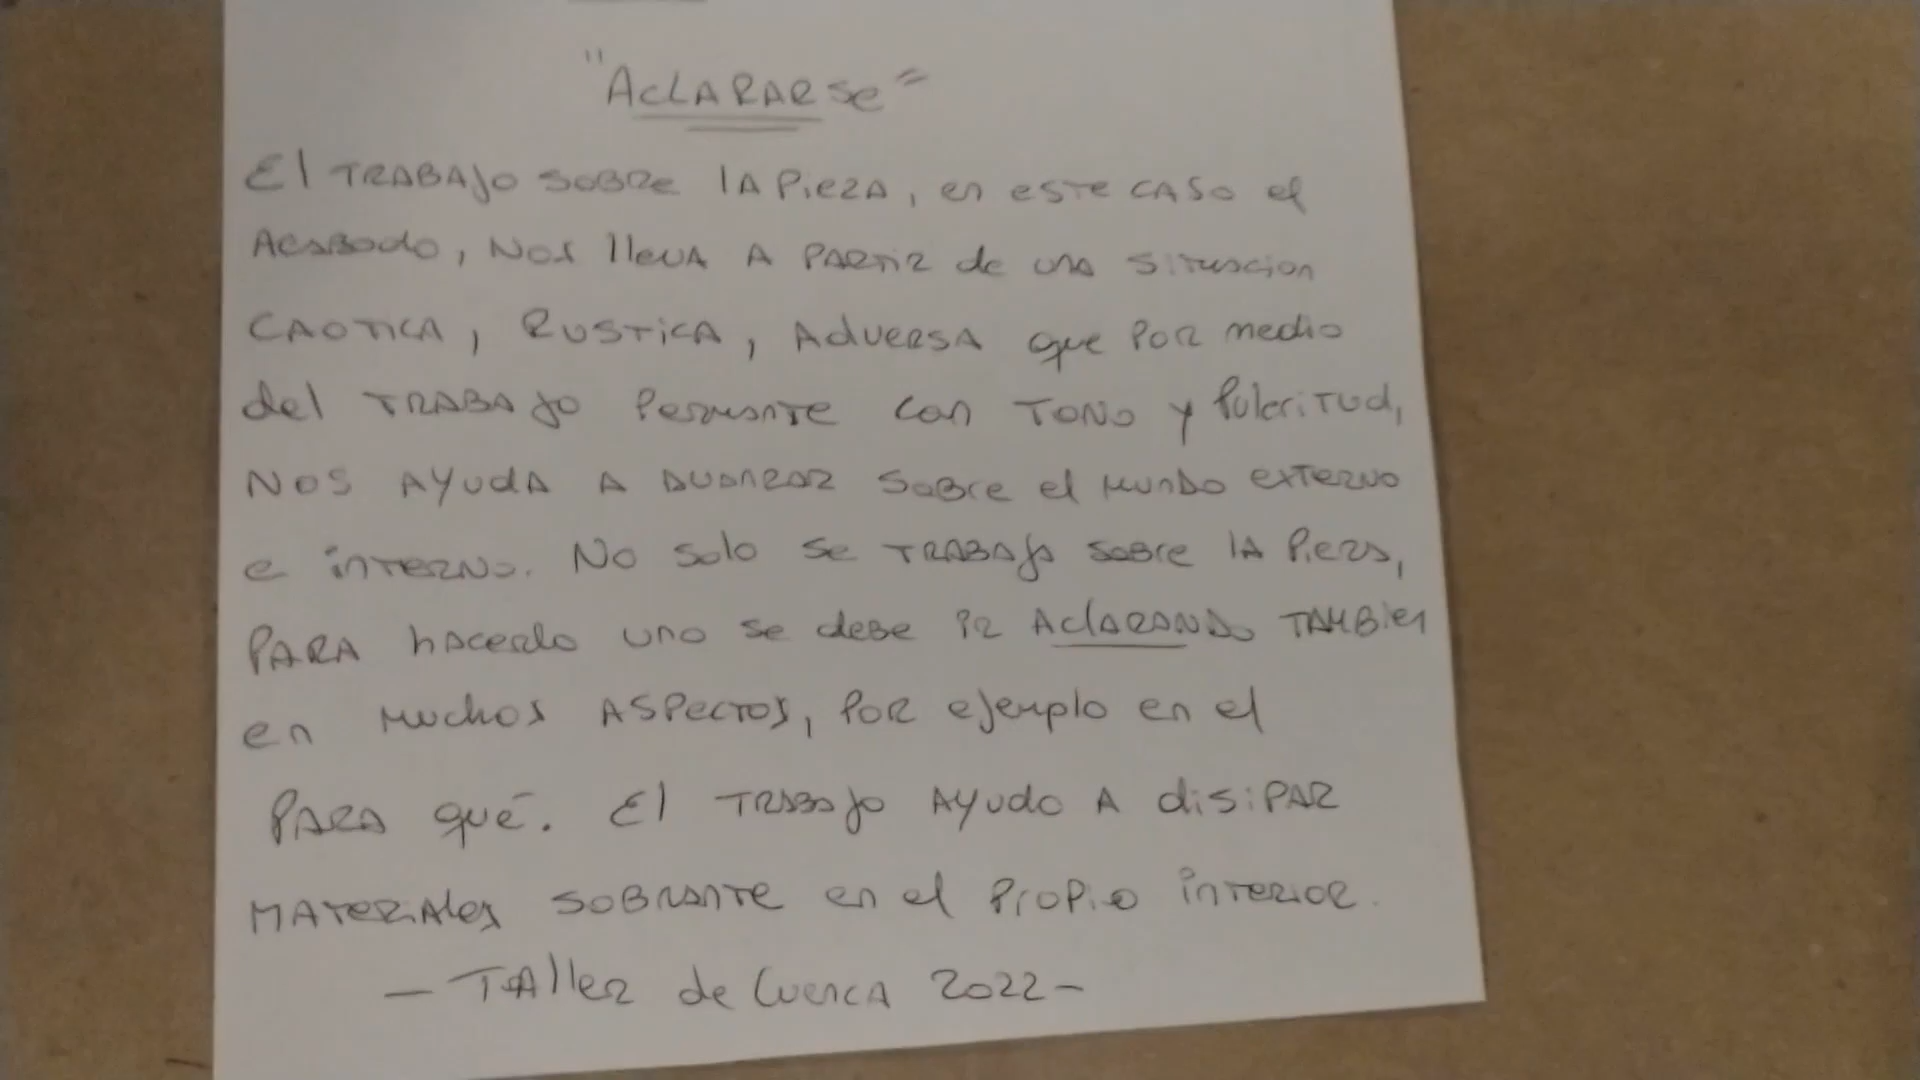 "Aclararse"
El trabajo sobre la pieza, en este caso el
acabado, nos lleva a partir de una situacion
caotica, rustica, adversa que por medio
del trabajo permante con tono y pulcritud,
nos ayuda a avanzar sobre el mundo externo
e interno. No solo se trabaja sobre la pieza,
para hacerlo uno se debe ir aclarando tambien
en muchos aspectos, por ejemplo en el
para qué. El trabajo ayudo a disipar
materiales sobrante en el propio interior.
- Taller de Cuenca 2022 -